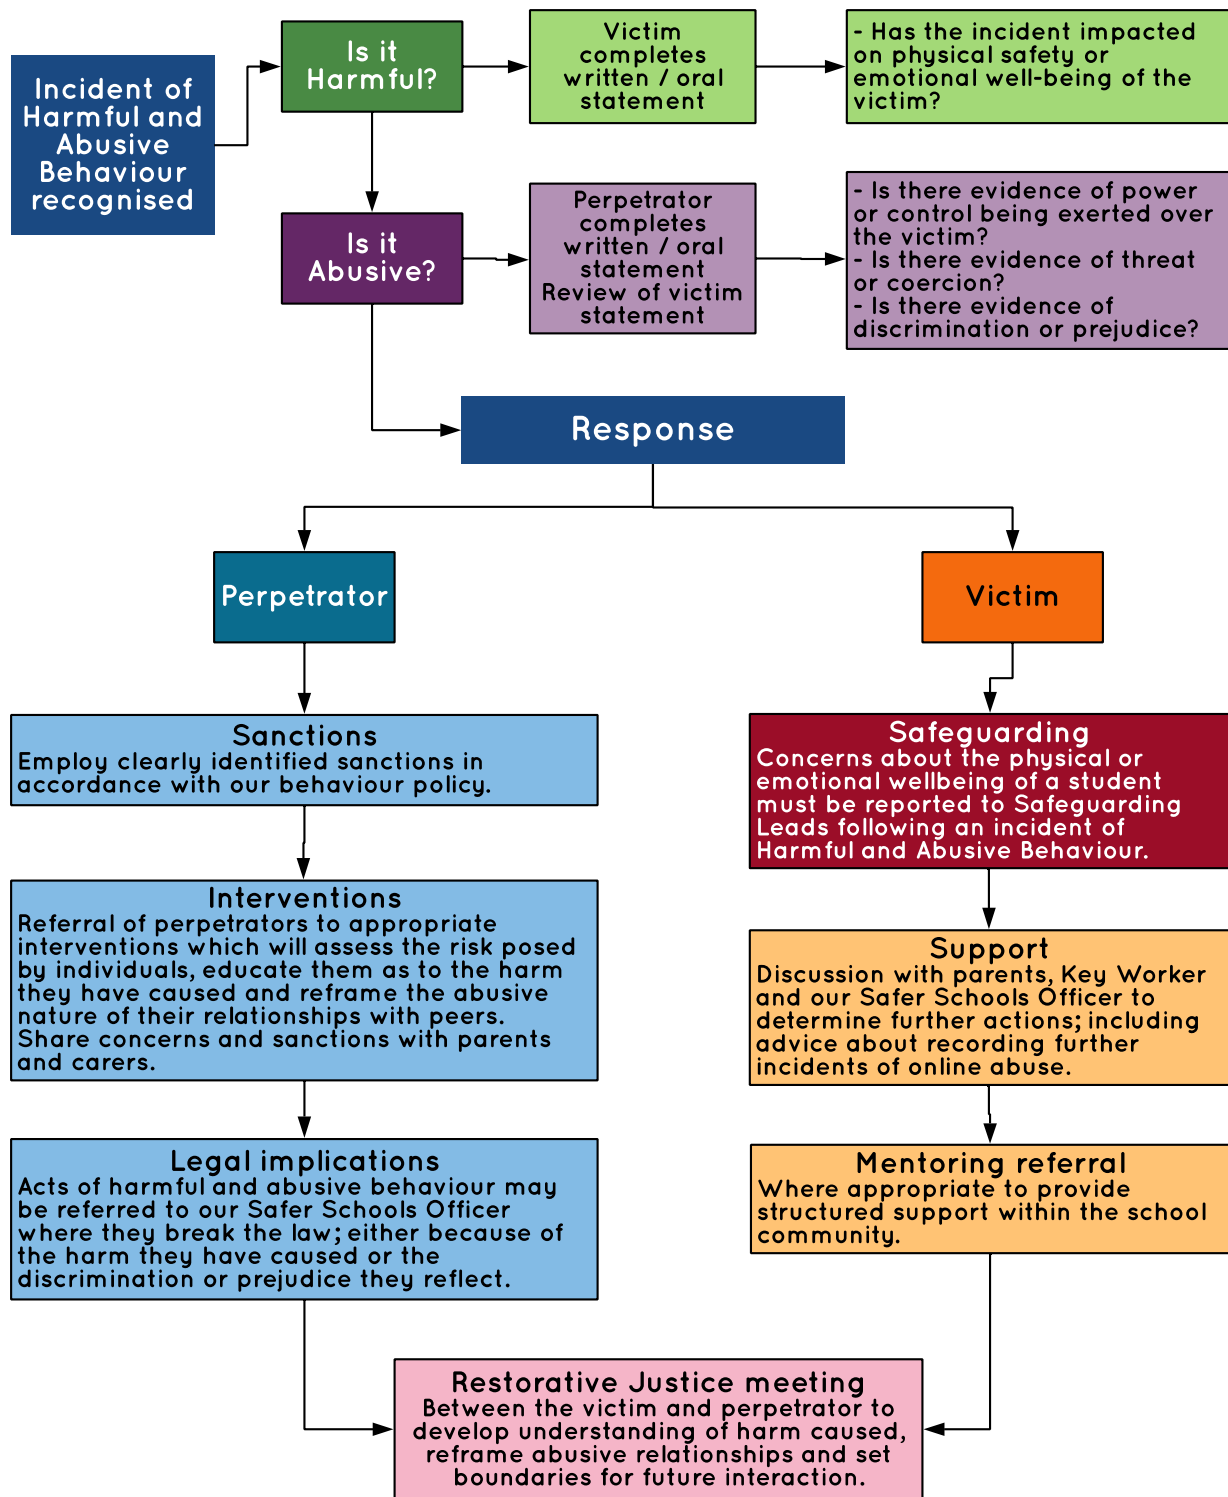 Incident of
Harmful and
Abusive
Behaviour
recognised
Is it
Harmful?
Victim
completes
written / oral
statement
- Has the incident impacted
on physical safety or
emotional well-being of the
victim?
Is it
Abusive?
Perpetrator
completes
written / oral
statement
Review of victim
statement
- Is there evidence of power
or control being exerted over
the victim?
- Is there evidence of threat
or coercion?
- Is there evidence of
discrimination or prejudice?
Response
Perpetrator
Victim
Sanctions
Employ clearly identified sanctions in
accordance with our behaviour policy.
Interventions
Referral of perpetrators to appropriate
interventions which will assess the risk posed
by individuals, educate them as to the harm
they have caused and reframe the abusive
nature of their relationships with peers.
Share concerns and sanctions with parents
and carers.
Legal implications
Acts of harmful and abusive behaviour may
be referred to our Safer Schools Officer
where they break the law; either because of
the harm they have caused or the
discrimination or prejudice they reflect.
Safeguarding
Concerns about the physical or
emotional wellbeing of a student
must be reported to Safeguarding
Leads following an incident of
Harmful and Abusive Behaviour.
Support
Discussion with parents, Key Worker
and our Safer Schools Officer to
determine further actions; including
advice about recording further
incidents of online abuse.
Mentoring referral
Where appropriate to provide
structured support within the school
community.
Restorative Justice meeting
Between the victim and perpetrator to
develop understanding of harm caused,
reframe abusive relationships and set
boundaries for future interaction.